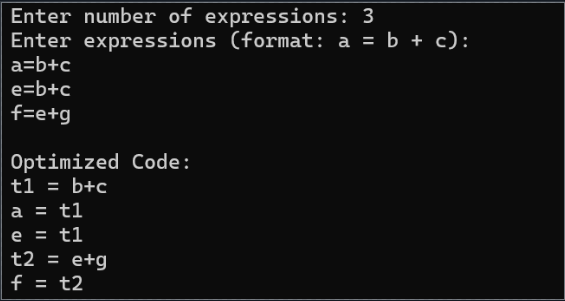 Enter number of expressions: 3
Enter expressions (format: a = b + c):
a=b+c
e=b+c
f=e+g
Optimized Code:
t1 = b+c
a = t1
e = t1
t2 = e+g
f = t2